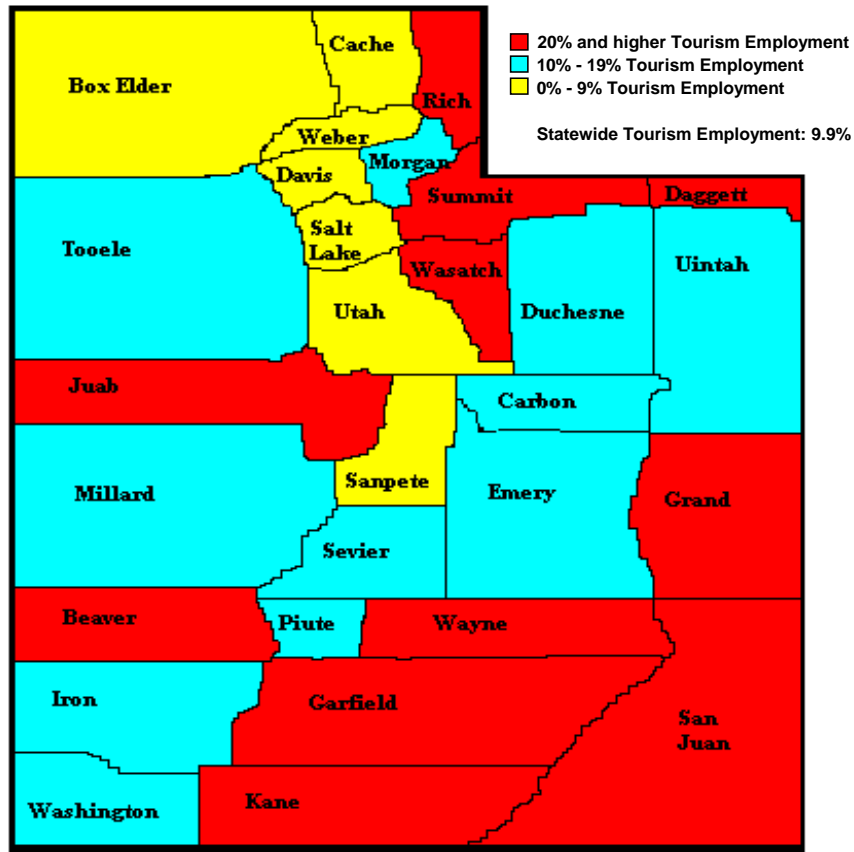 20% and higher Tourism Employment
10% - 19% Tourism Employment
0% - 9% Tourism Employment
Statewide Tourism Employment: 9.9%
Cache
Box Elder
Rich
Weber
Morgan
Davis
Summit
Daggett
Salt
Lake
Tooele
Wasatch
Uintah
Utah
Duchesne
Juab
Carbon
Sanpete
Millard
Emery
Grand
Sevier
Beaver
Piute
Wayne
Iron
Garfield
San
Juan
Washington
Kane